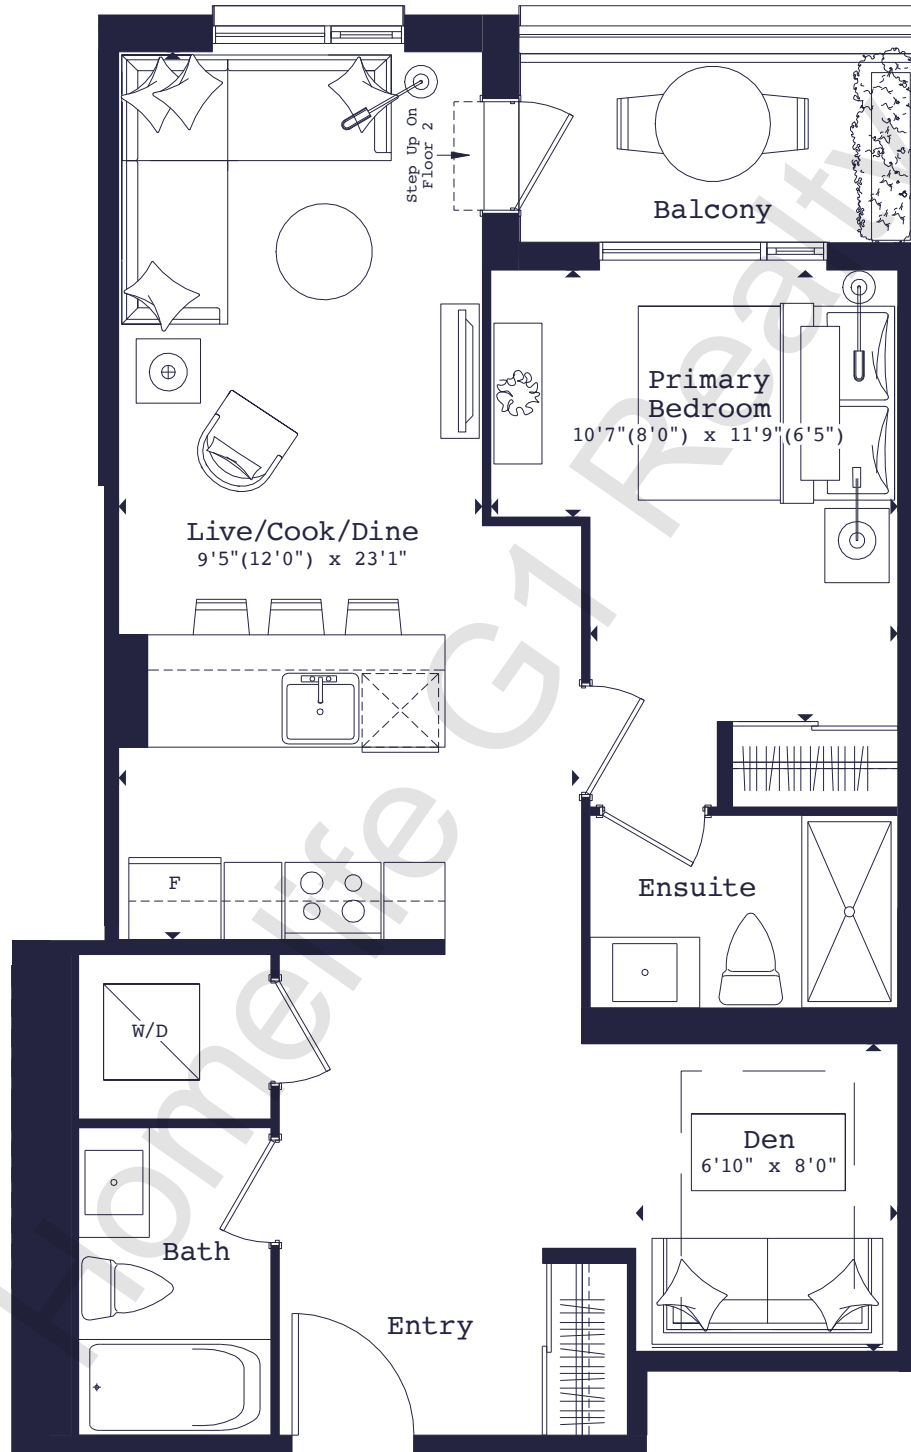 Step Up On
Floor 2
Balcony
Primary
Bedroom
10'7"(8'0") x 11'9"(6'5")
Live/Cook/Dine
9'5"(12'0") x 23'1"
F
Ensuite
W/D
Den
6'10" x 8'0"
Bath
Entry
Homelife G1 Realty